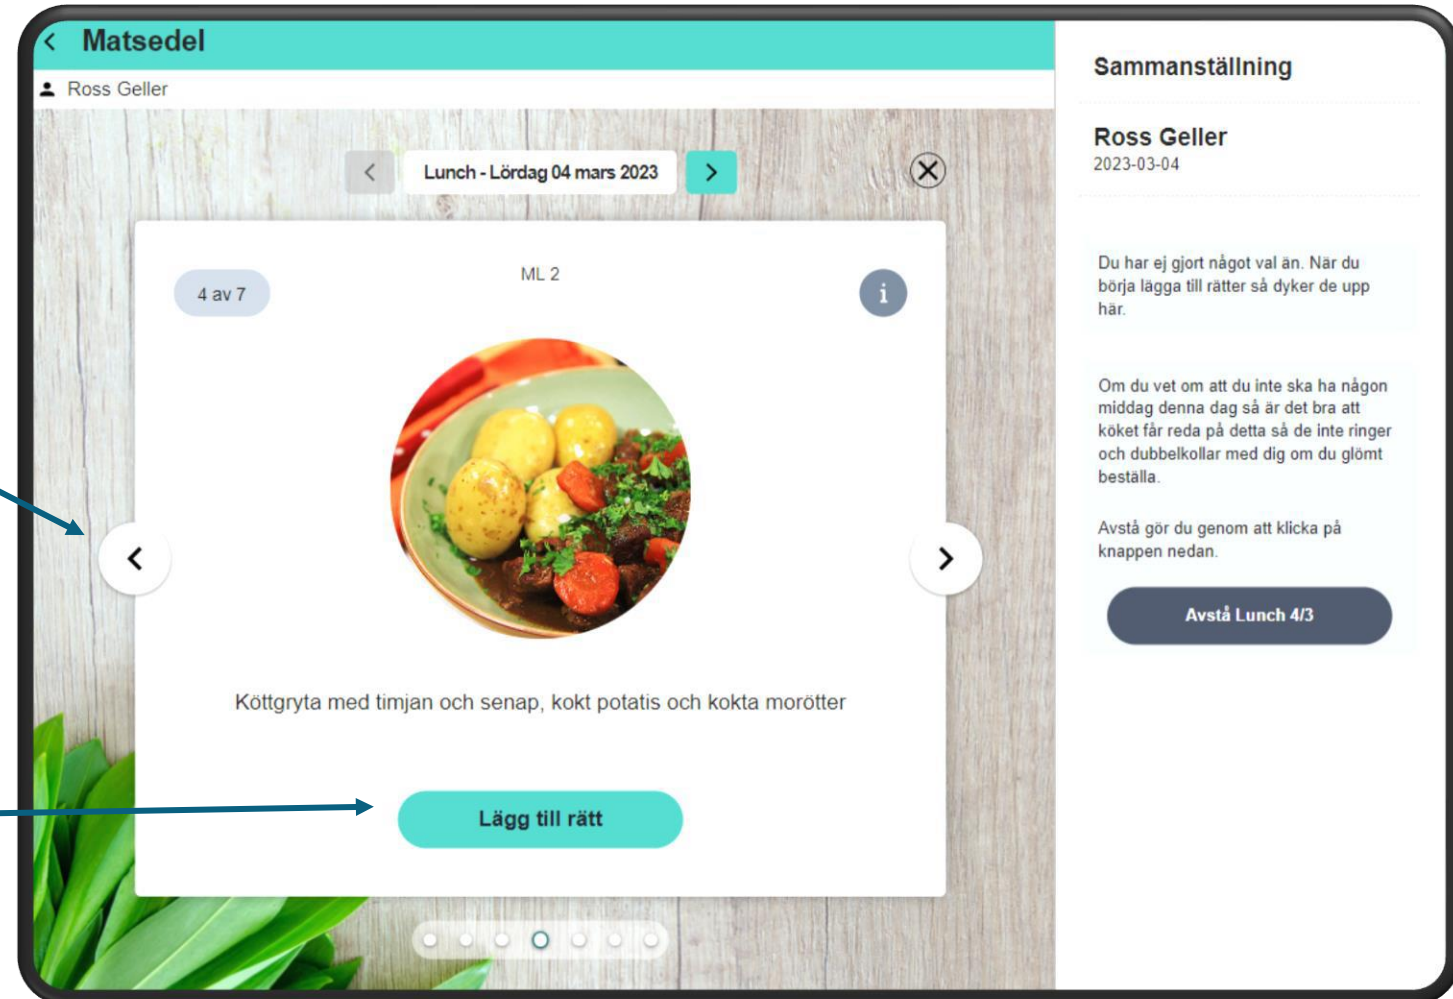 Matsedel
Ross Geller
Lunch - Lördag 04 mars 2023
4 av 7
ML 2
i
Köttgryta med timjan och senap, kokt potatis och kokta morötter
Lägg till rätt
Sammanställning
Ross Geller
2023-03-04
Du har ej gjort något val än. När du
börja lägga till rätter så dyker de upp
här.
Om du vet om att du inte ska ha någon
middag denna dag så är det bra att
köket får reda på detta så de inte ringer
och dubbelkollar med dig om du glömt
beställa.
Avstå gör du genom att klicka på
knappen nedan.
Avstå Lunch 4/3